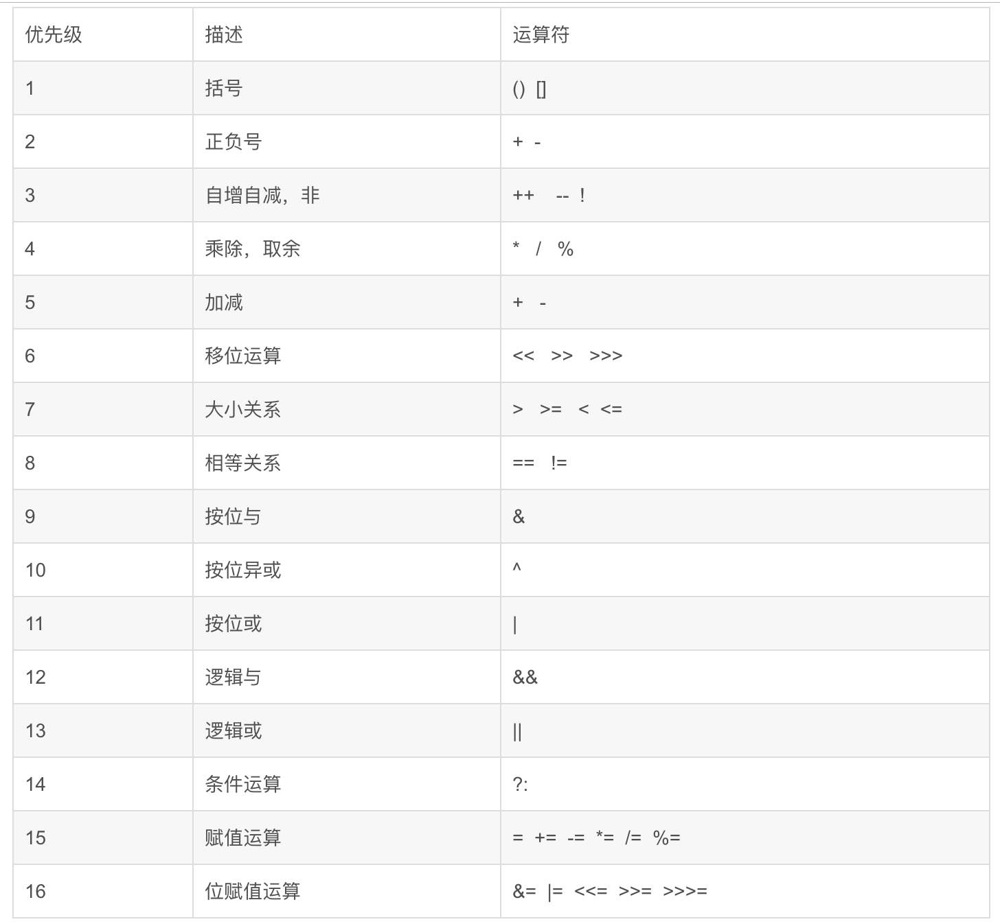 优先级 描述 运算符
1 括号 () []
2 正负号 + -
3 自增自减，非 ++ -- !
4 乘除，取余 * / %
5 加减 + -
6 移位运算 << >> >>>
7 大小关系 > >= < <=
8 相等关系 == !=
9 按位与 &
10 按位异或 ^
11 按位或 |
12 逻辑与 &&
13 逻辑或 ||
14 条件运算 ?:
15 赋值运算 = += -= *= /= %=
16 位赋值运算 &= |= <<= >>= >>>=